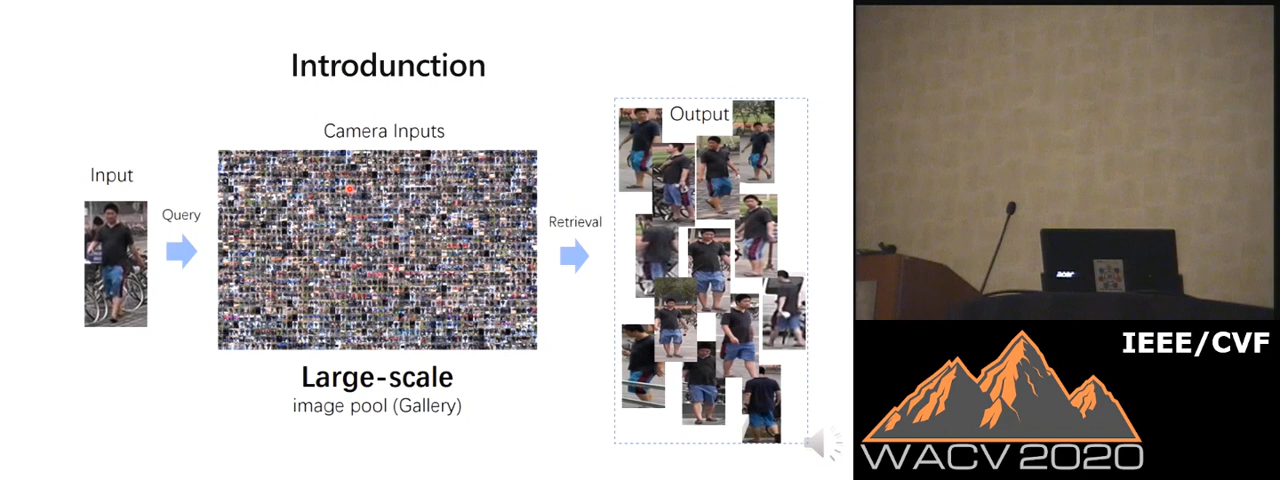 Introdunction
Camera Inputs
Input
Query
Large-scale
image pool (Gallery)
Retrieval
Output
acer
IEEE/CVF
WACV 2020